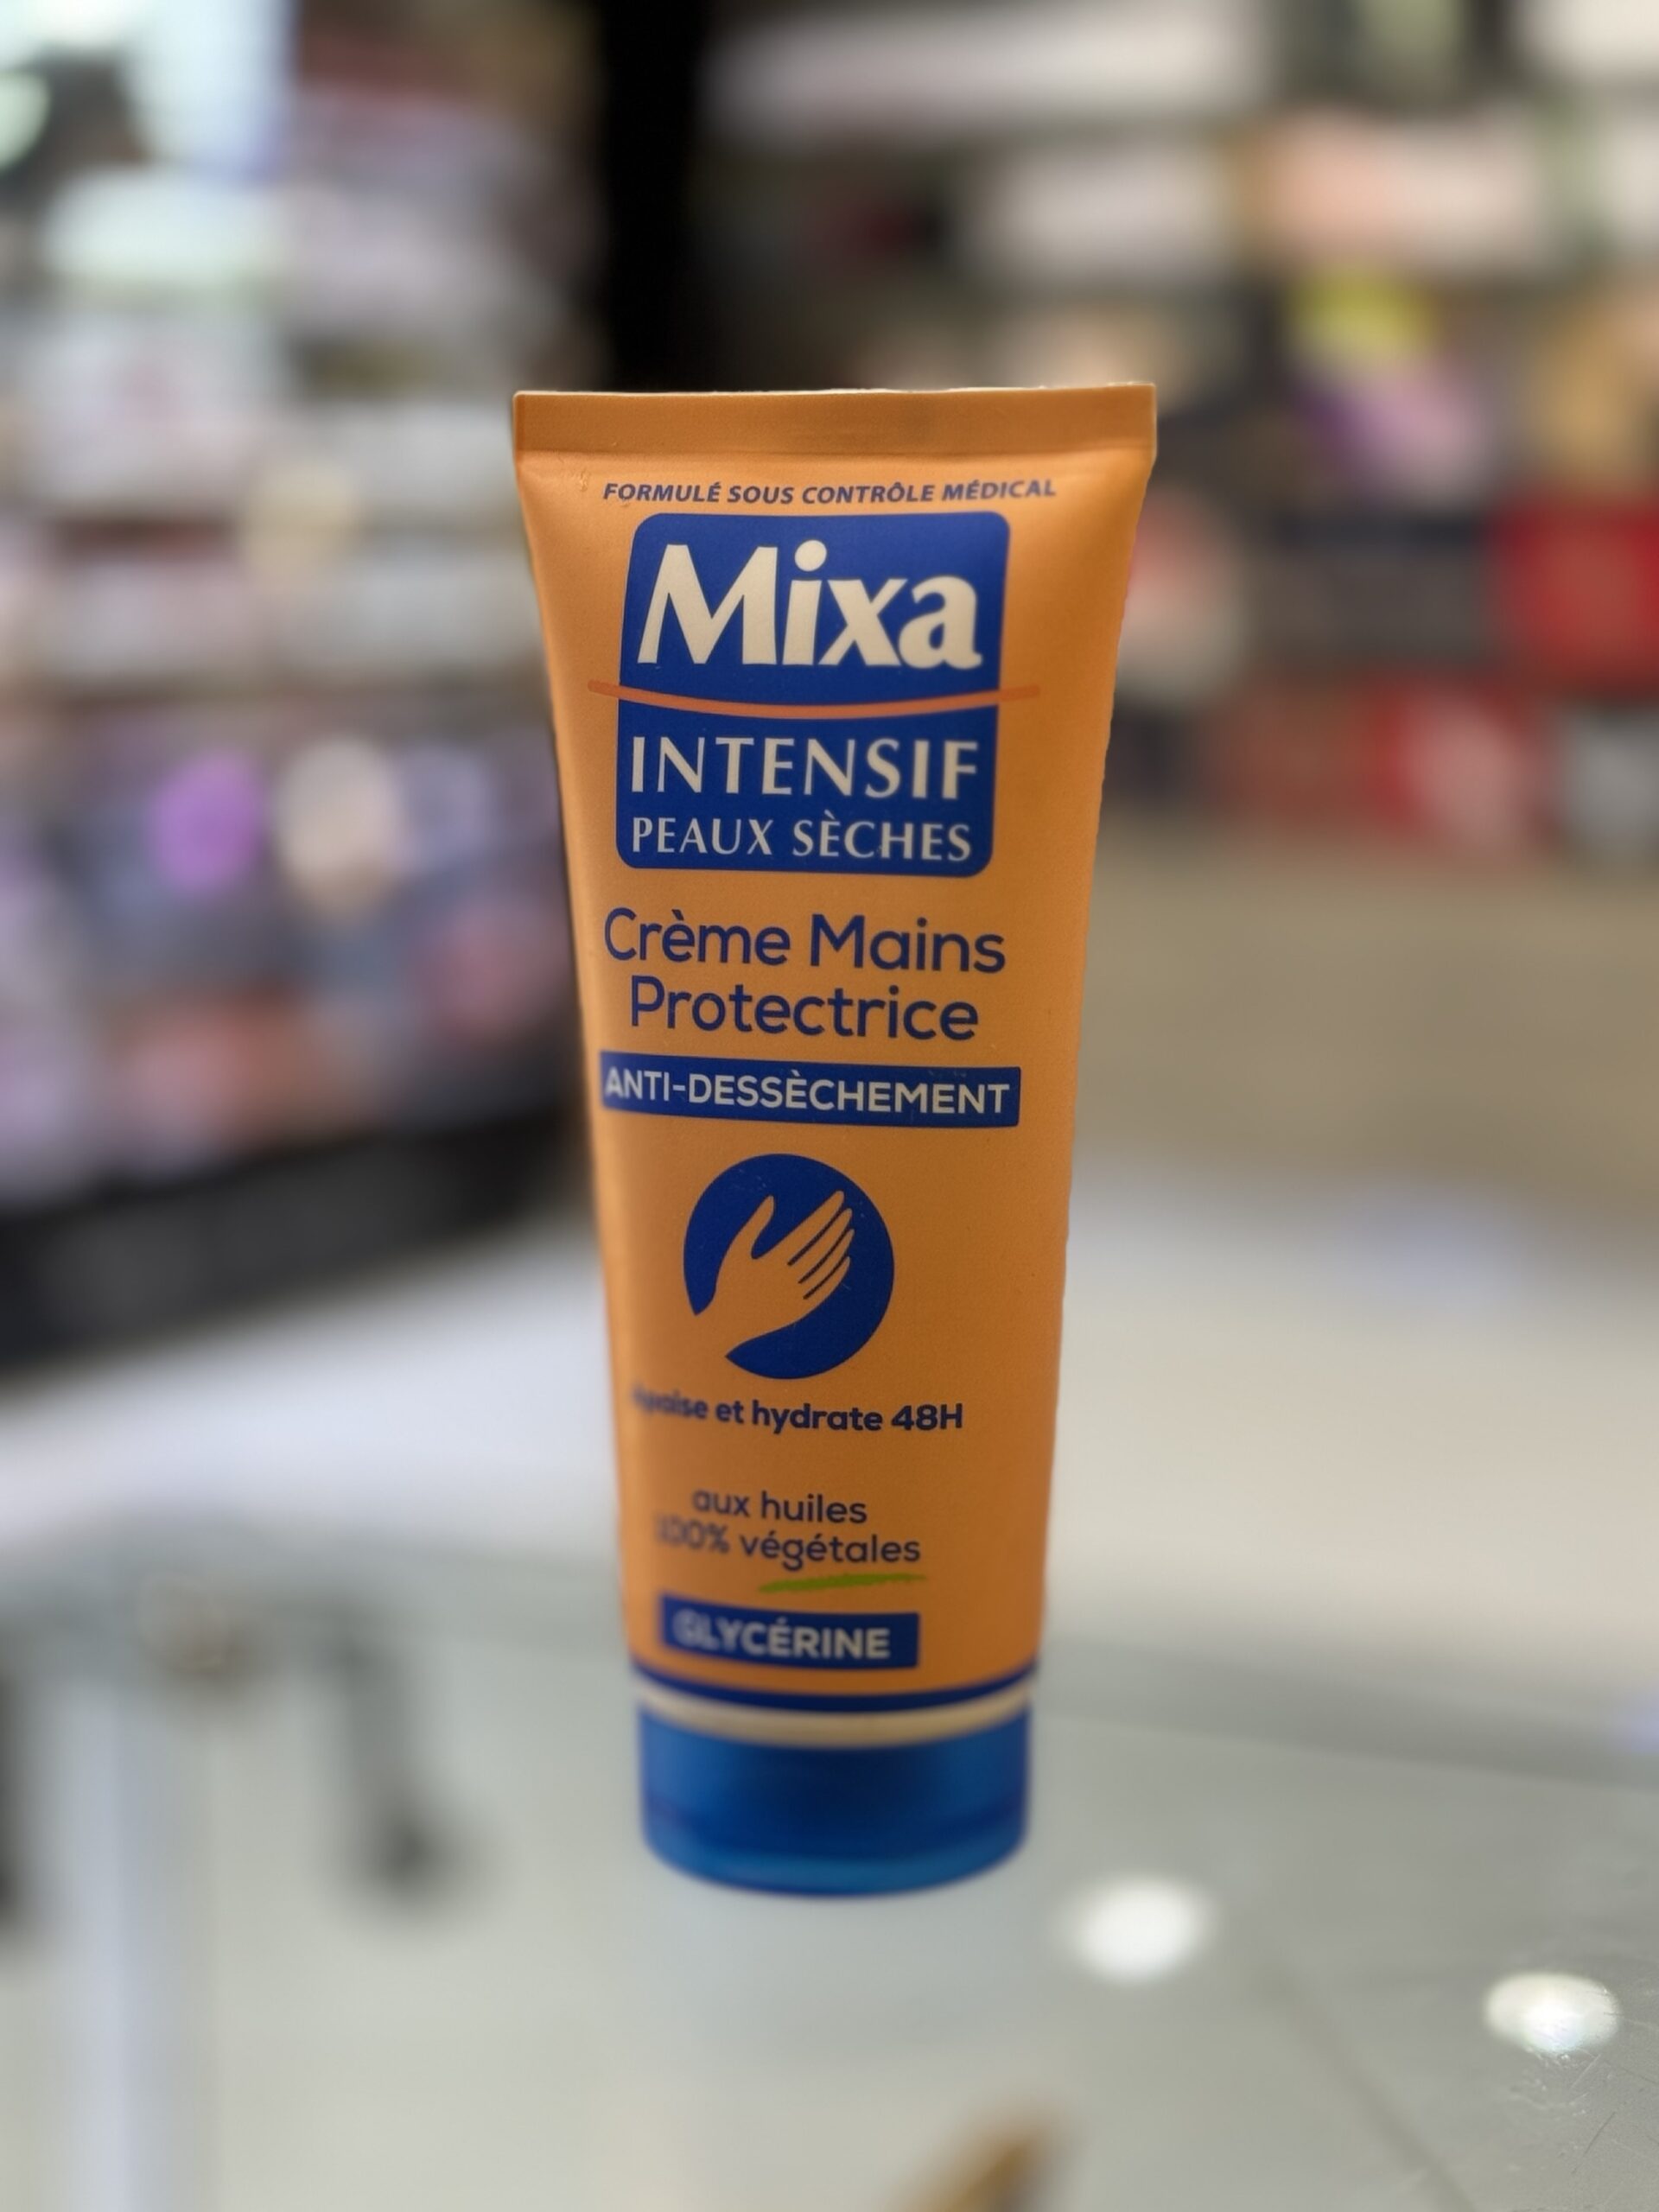 FORMULÉ SOUS CONTRÔLE MÉDICAL
Mixa
INTENSIF
PEAUX SÈCHES
Crème Mains
Protectrice
ANTI-DESSÈCHEMENT
Apaise et hydrate 48H
aux huiles
100% végétales
GLYCÉRINE